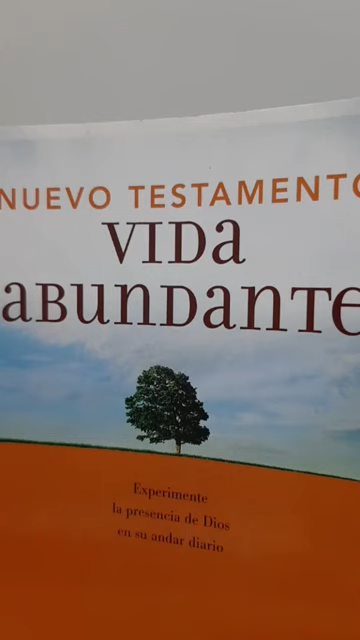 NUEVO TESTAMENTO
VIDa
aBunDanTe
Experimente
la presencia de Dios
en su andar diario